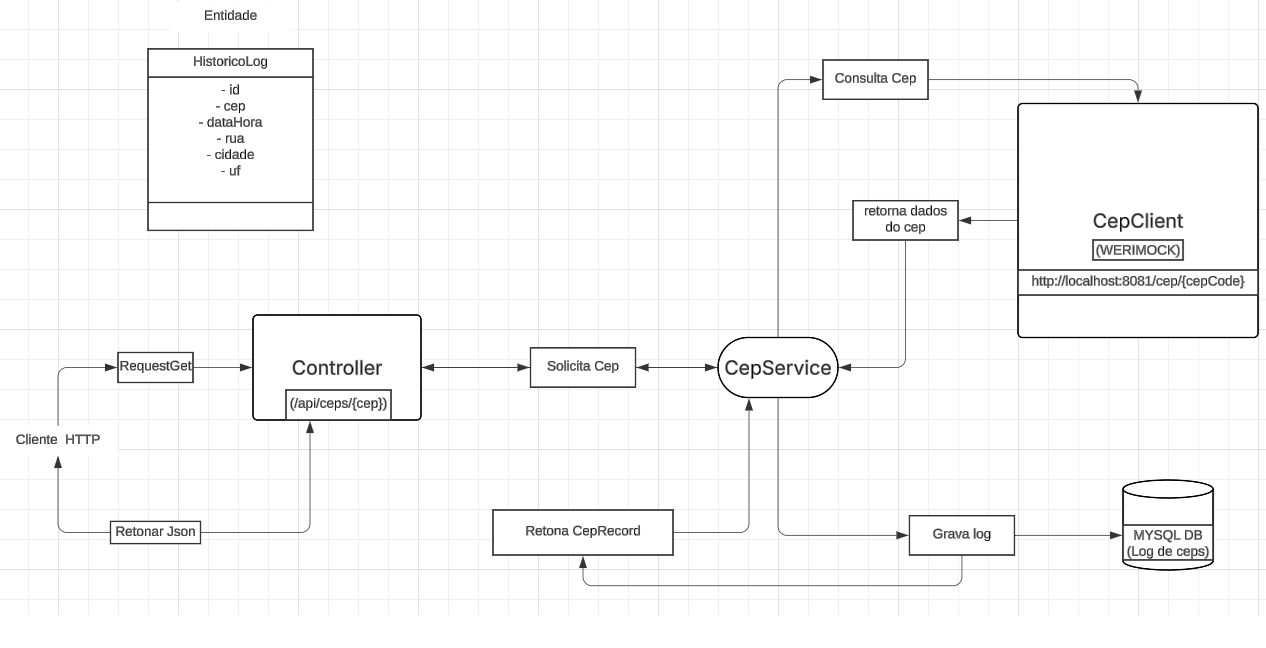 Entidade
HistoricoLog
- id
- cep
- dataHora
- rua
- cidade
- uf
Consulta Cep
retorna dados
do cep
CepClient
(WERIMOCK)
http://localhost:8081/cep/{cepCode}
RequestGet
Controller
(/api/ceps/{cep})
Solicita Cep
CepService
Cliente HTTP
Retonar Json
Retona CepRecord
Grava log
MYSQL DB
(Log de ceps)